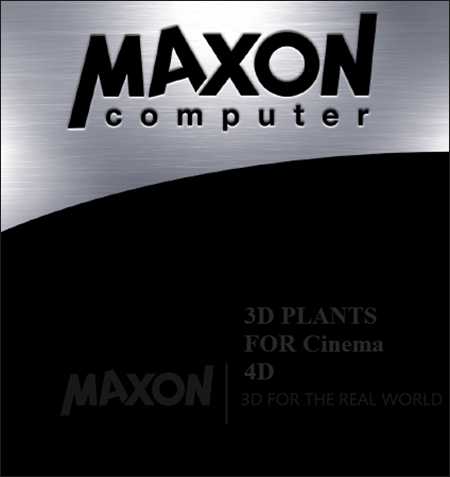 MAXON
computer
3D PLANTS
FOR Cinema
4D
MAXON
3D FOR THE REAL WORLD